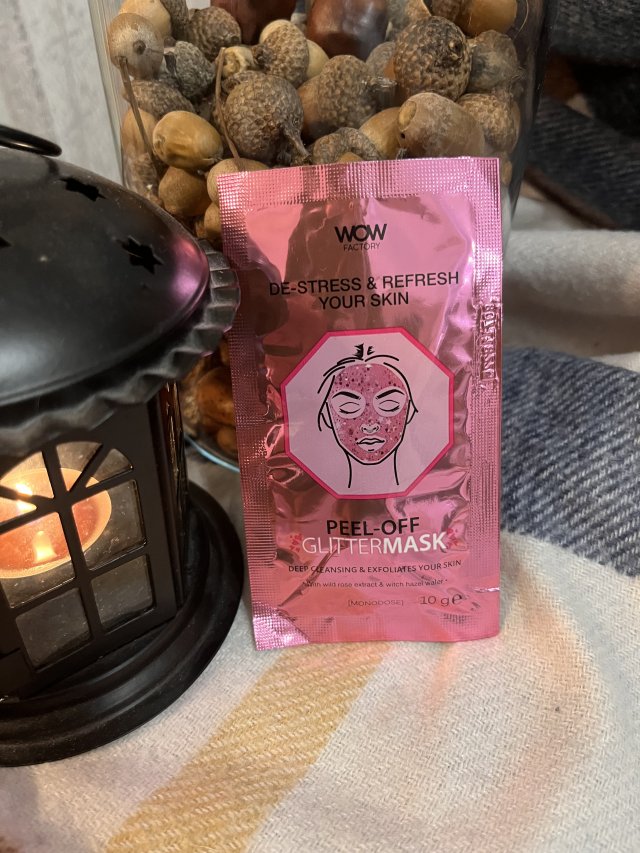 WOW
FACTORY
DE-STRESS & REFRESH
YOUR SKIN
PEEL-OFF
GLITTERMASK
DEEP CLEANSING & EXFOLIATES YOUR SKIN
*With wild rose extract & witch hazel water*
[MONODOSE] 10 g℮